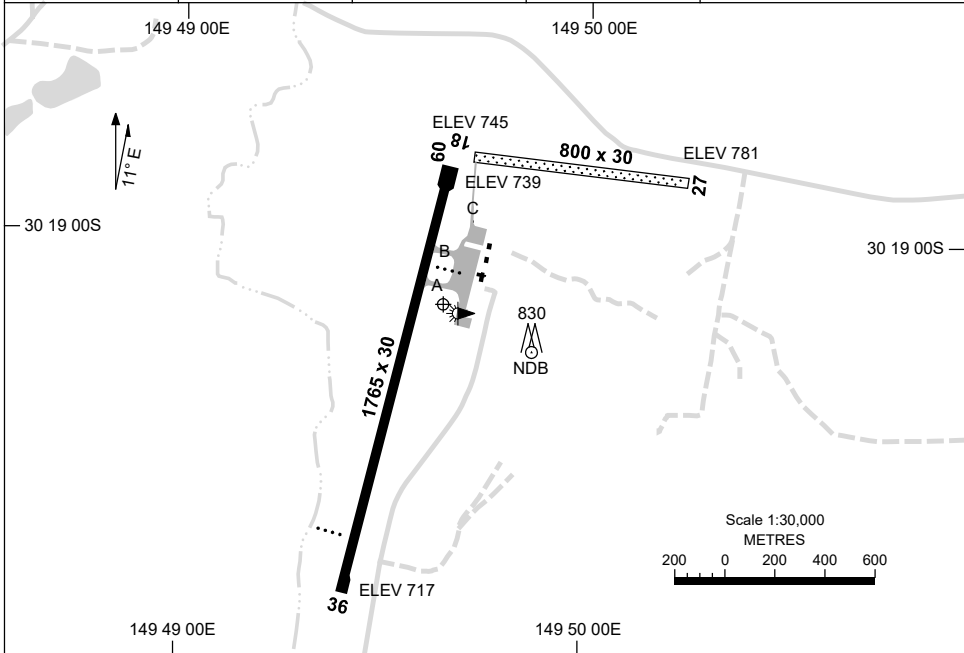 149 49 00E
149 50 00E
11° E
ELEV 745
18
09
800 x 30
ELEV 781
27
ELEV 739
C
30 19 00S
30 19 00S
B
A
830
NDB
1765 x 30
Scale 1:30,000
METRES
200 0 200 400 600
ELEV 717
36
149 49 00E
149 50 00E